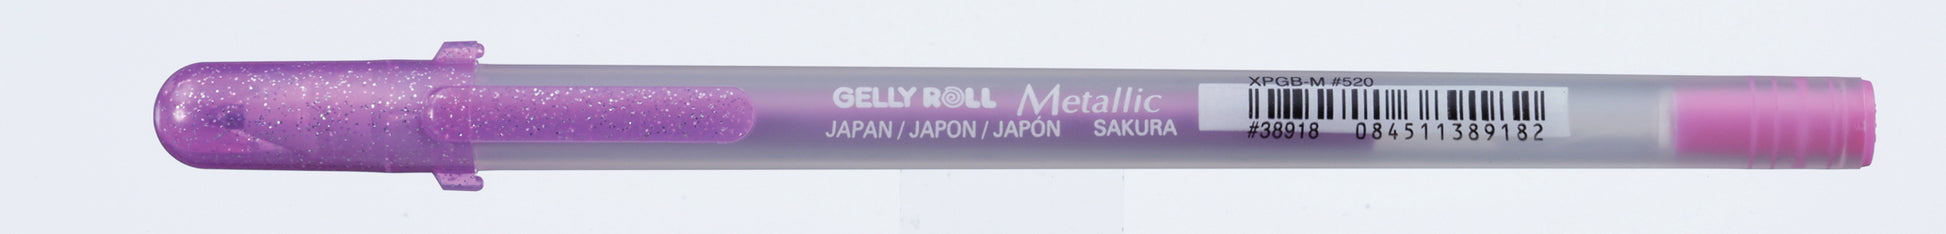 GELLY ROLL Metallic
JAPAN / JAPON / JAPÓN SAKURA
XPGB-M #520
#38918 084511389182